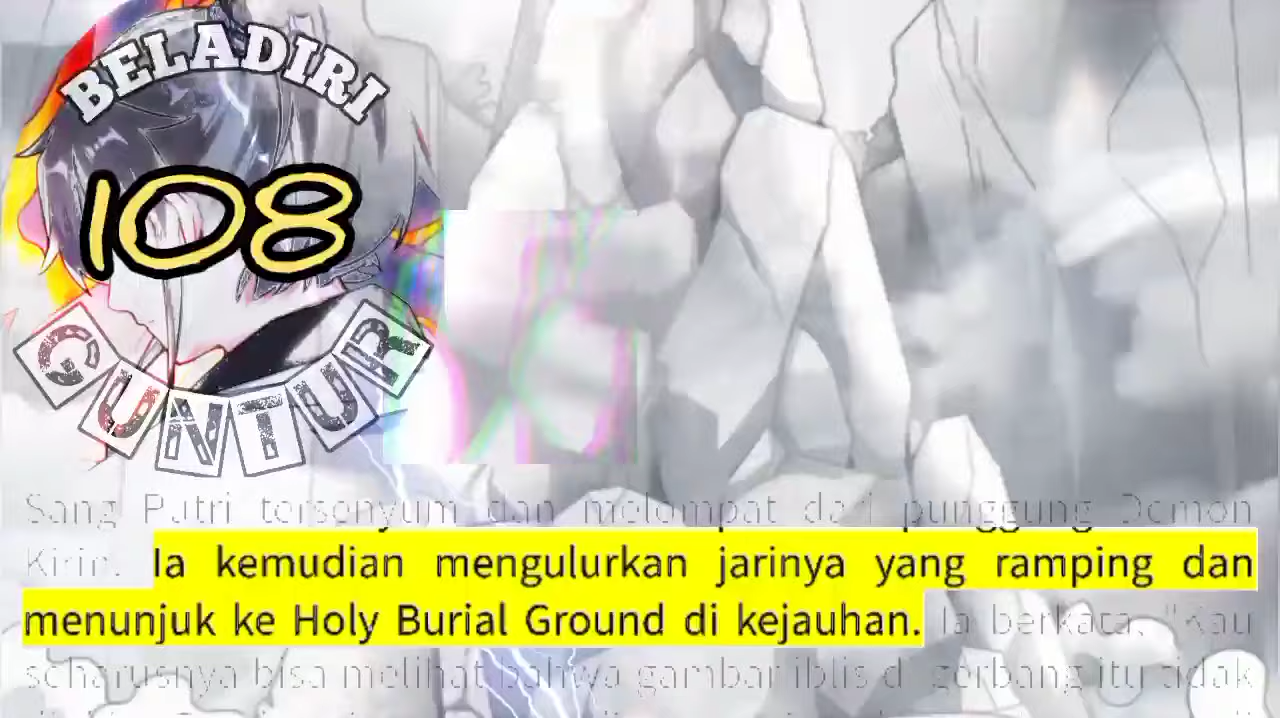 BELADIRI
108
GUNTUR
Sang Putri tersenyum dan melompat dari punggung Demon
Kirin. Ia kemudian mengulurkan jarinya yang ramping dan
menunjuk ke Holy Burial Ground di kejauhan. Ia berkata, "Kau
seharusnya bisa melihat bahwa gambar iblis di gerbang itu tidak